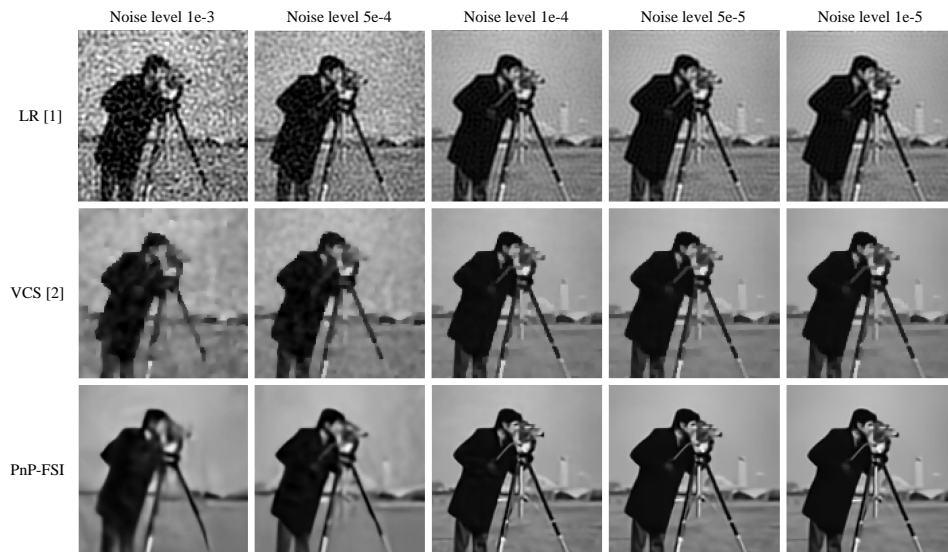 Noise level 1e-3 Noise level 5e-4 Noise level 1e-4 Noise level 5e-5 Noise level 1e-5
LR [1]
VCS [2]
PnP-FSI